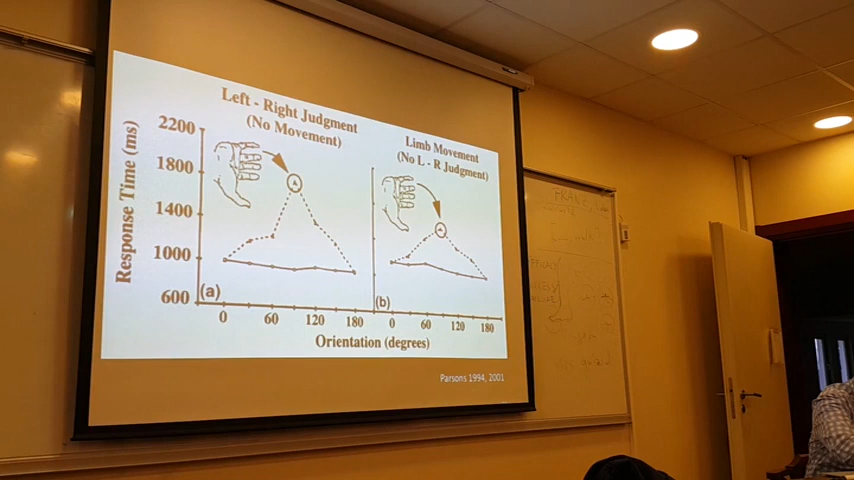 Left - Right Judgment
(No Movement)
Limb Movement
(No L - R Judgment)
Response Time (ms)
2200
1800
1400
1000
600
(a)
(b)
A
A
0
60
120
180
0
60
120
180
Orientation (degrees)
Parsons 1994, 2001